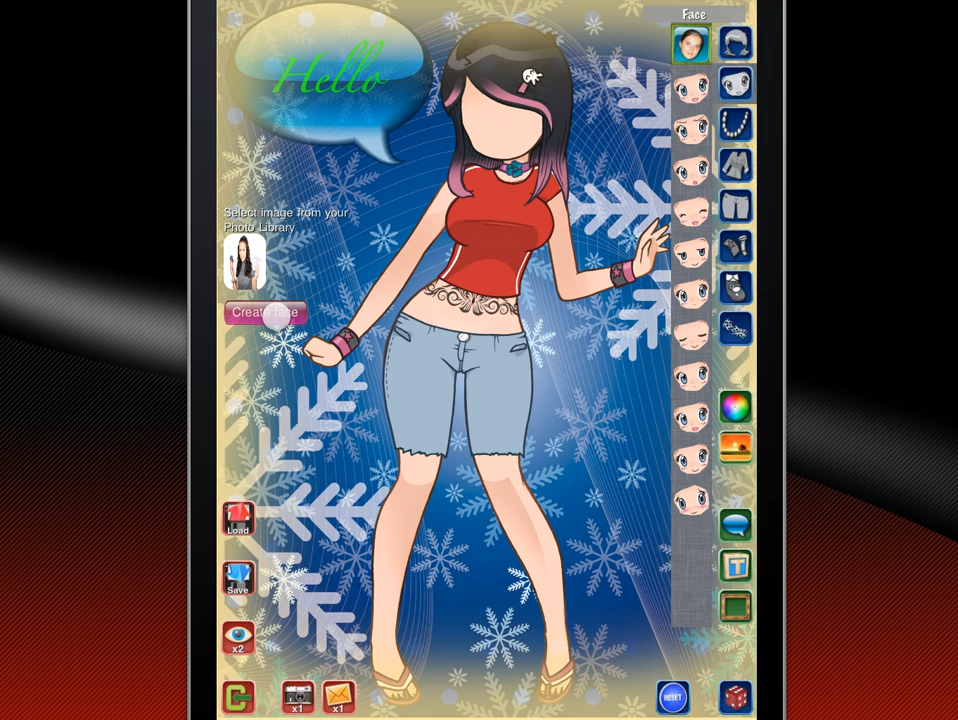 Face
Hello
Select image from your
Photo Library
Create face
Load
Save
x2
x1
x1
RESET
T